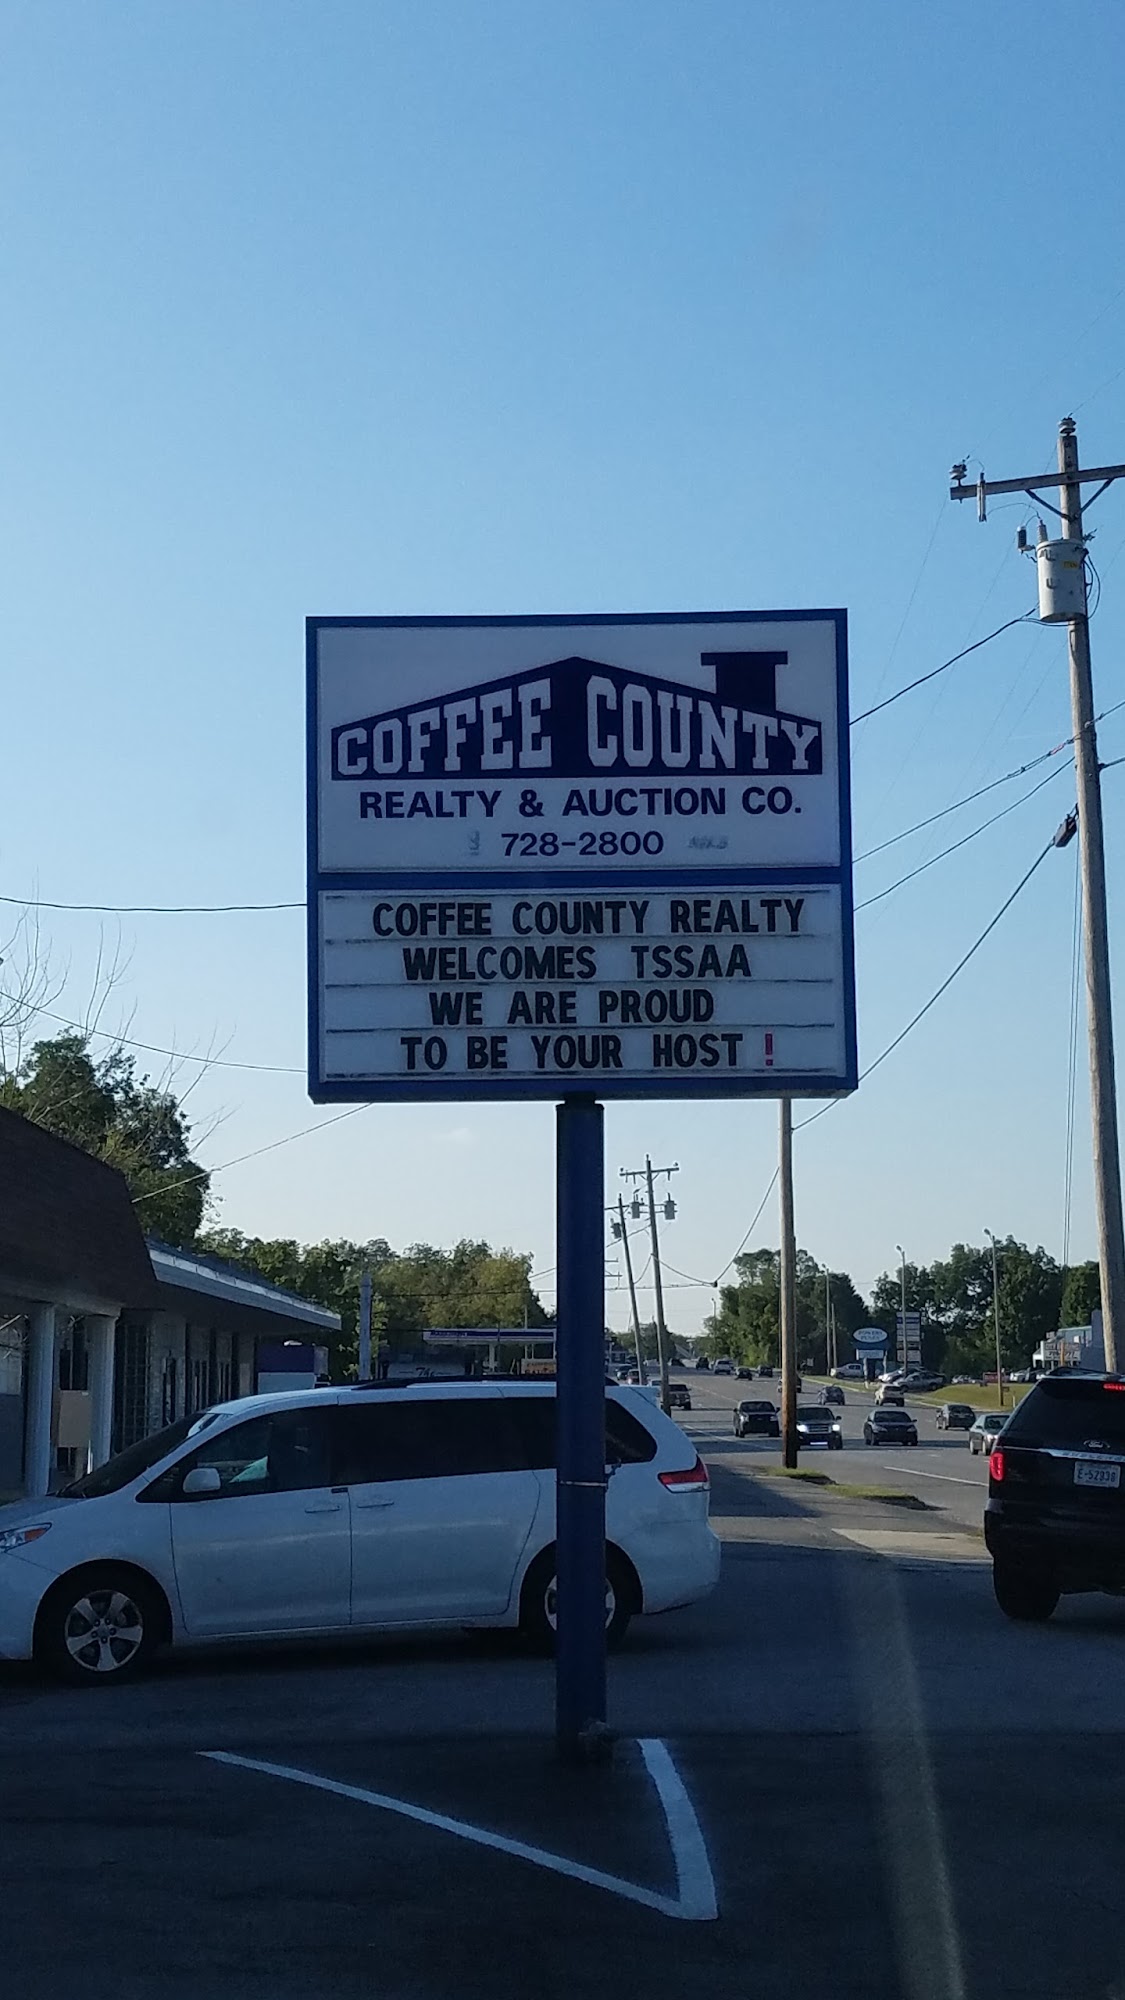 COFFEE COUNTY
REALTY & AUCTION CO.
728-2800
COFFEE COUNTY REALTY
WELCOMES TSSAA
WE ARE PROUD
TO BE YOUR HOST !